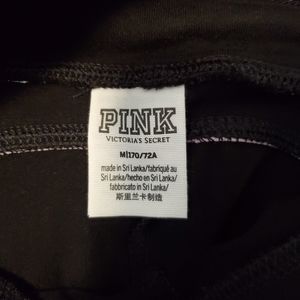 PINK
VICTORIA'S SECRET
M|170/72A
made in Sri Lanka/fabriqué au
Sri Lanka/hecho en Sri Lanka/
fabbricato in Sri Lanka/
斯里兰卡制造